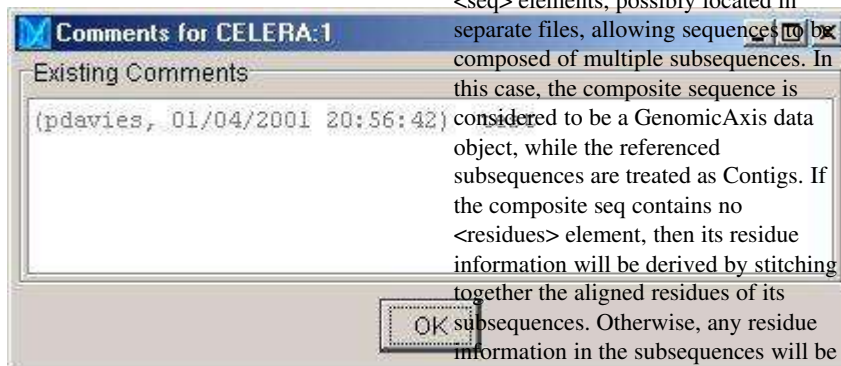 Comments for CELERA:1
Existing Comments
(pdavies, 01/04/2001 20:56:42)
OK
<seq> elements, possibly located in
separate files, allowing sequences to be
composed of multiple subsequences. In
this case, the composite sequence is
considered to be a GenomicAxis data
object, while the referenced
subsequences are treated as Contigs. If
the composite seq contains no
<residues> element, then its residue
information will be derived by stitching
together the aligned residues of its
subsequences. Otherwise, any residue
information in the subsequences will be